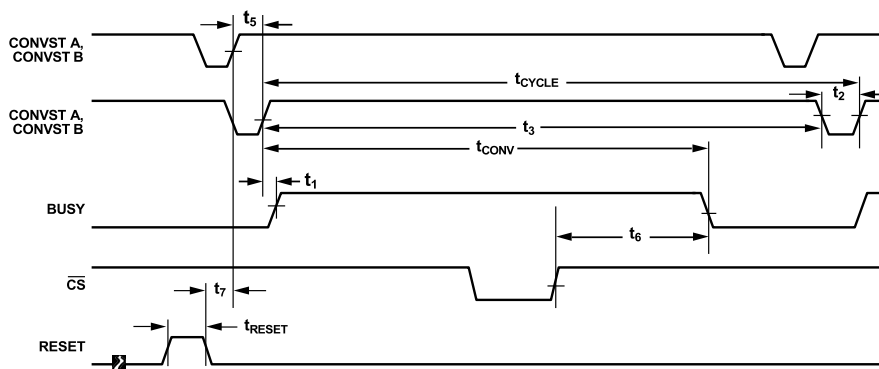 t5
CONVST A,
CONVST B
tCYCLE
t2
CONVST A,
CONVST B
t3
tCONV
t1
BUSY
t6
CS
t7
tRESET
RESET